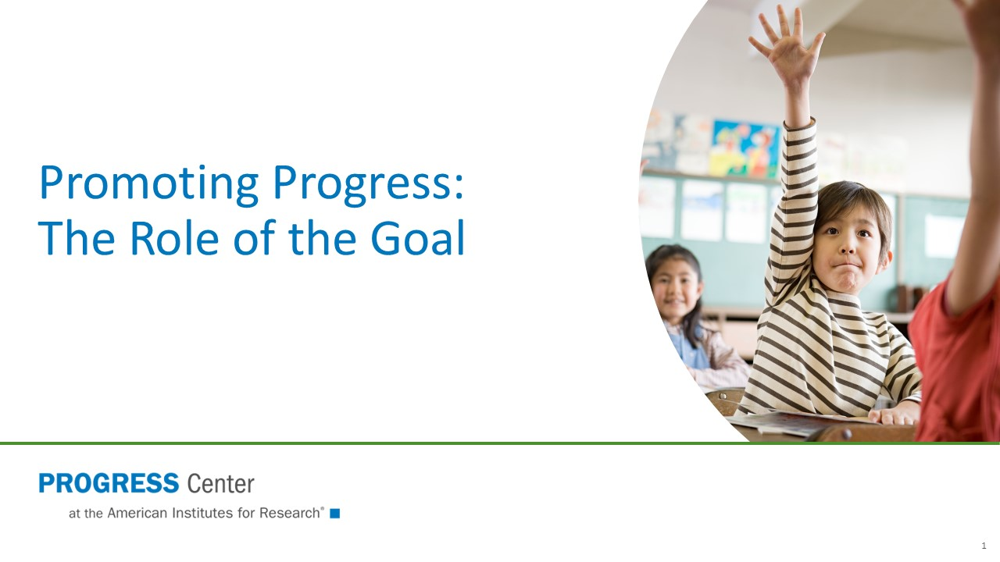 Promoting Progress:
The Role of the Goal
PROGRESS Center
at the American Institutes for Research®
1